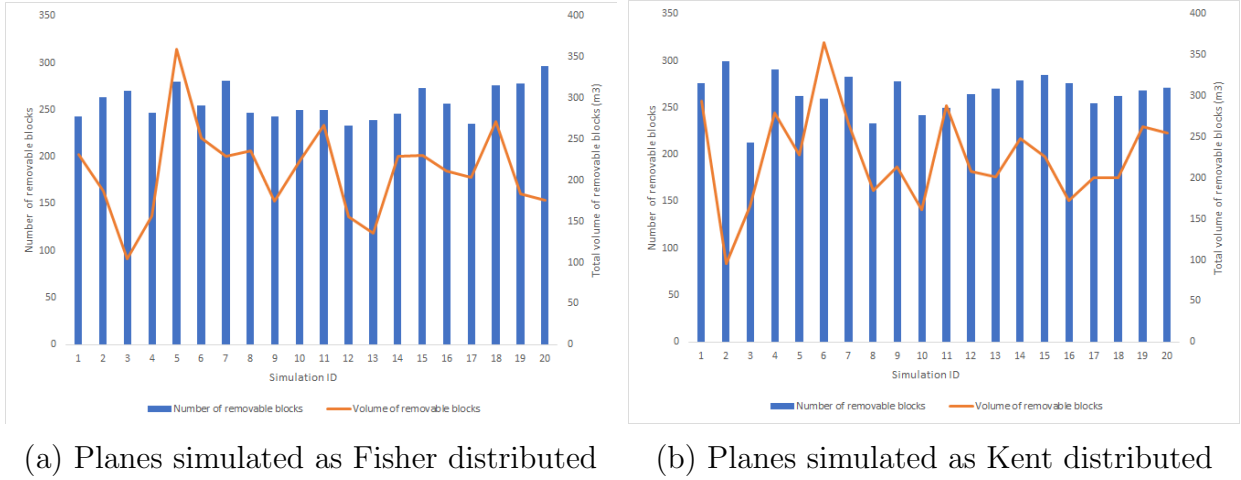 350
300
250
200
150
100
50
0
Number of removable blocks
400
350
300
250
200
150
100
50
0
Total volume of removable blocks (m3)
1 2 3 4 5 6 7 8 9 10 11 12 13 14 15 16 17 18 19 20
Simulation ID
Number of removable blocks Volume of removable blocks
(a) Planes simulated as Fisher distributed
350
300
250
200
150
100
50
0
Number of removable blocks
400
350
300
250
200
150
100
50
0
Total volume of removable blocks (m3)
1 2 3 4 5 6 7 8 9 10 11 12 13 14 15 16 17 18 19 20
Simulation ID
Number of removable blocks Volume of removable blocks
(b) Planes simulated as Kent distributed